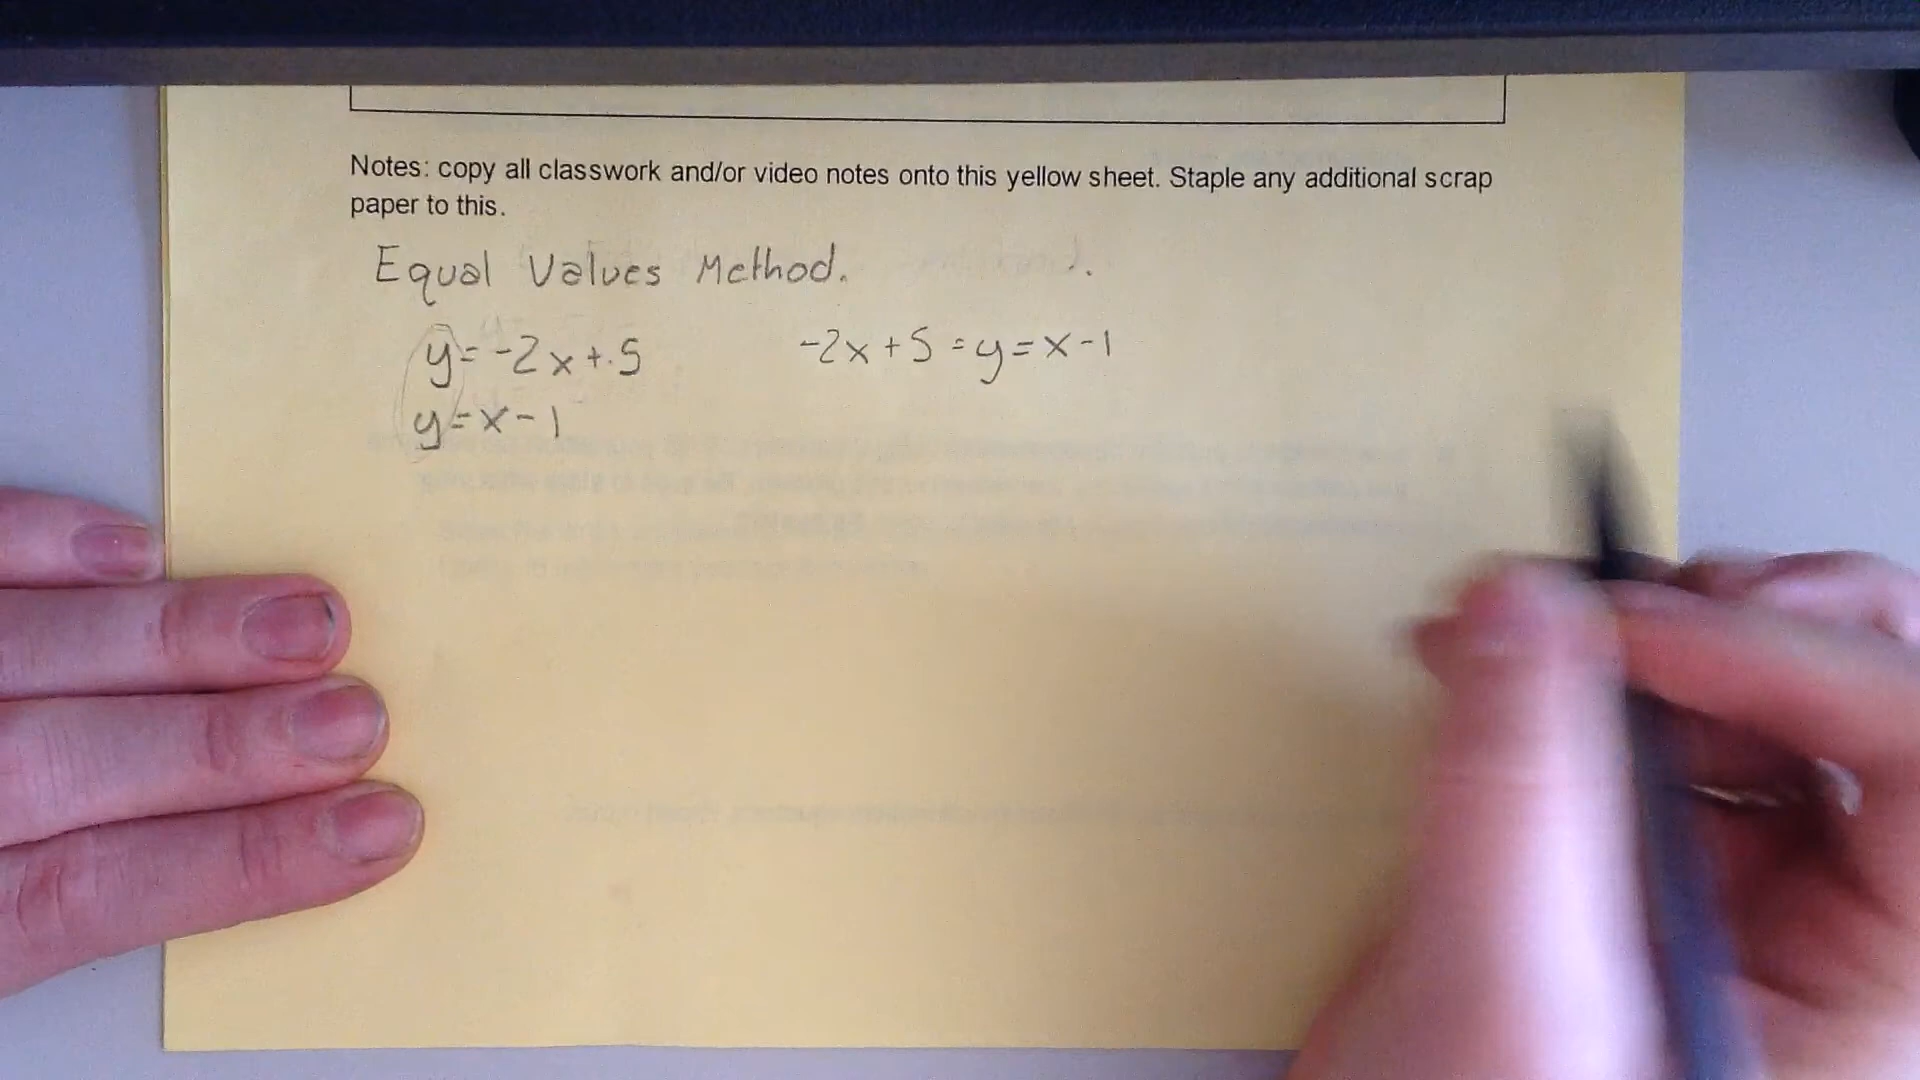 Notes: copy all classwork and/or video notes onto this yellow sheet. Staple any additional scrap
paper to this.
Equal Values Method.
y=-2x+.5 -2x+5=y=x-1
y=x-1